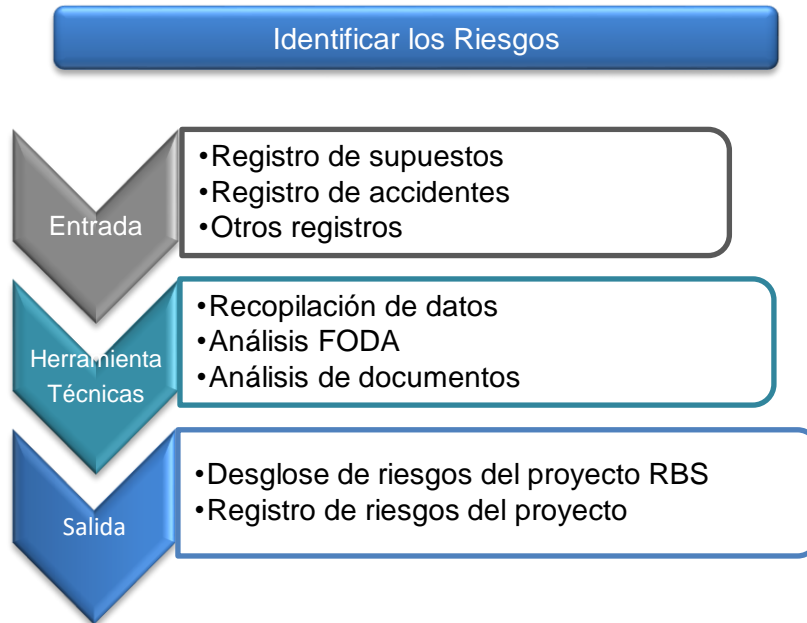 Identificar los Riesgos
Entrada
•Registro de supuestos
•Registro de accidentes
•Otros registros
Herramienta
Técnicas
•Recopilación de datos
•Análisis FODA
•Análisis de documentos
Salida
•Desglose de riesgos del proyecto RBS
•Registro de riesgos del proyecto